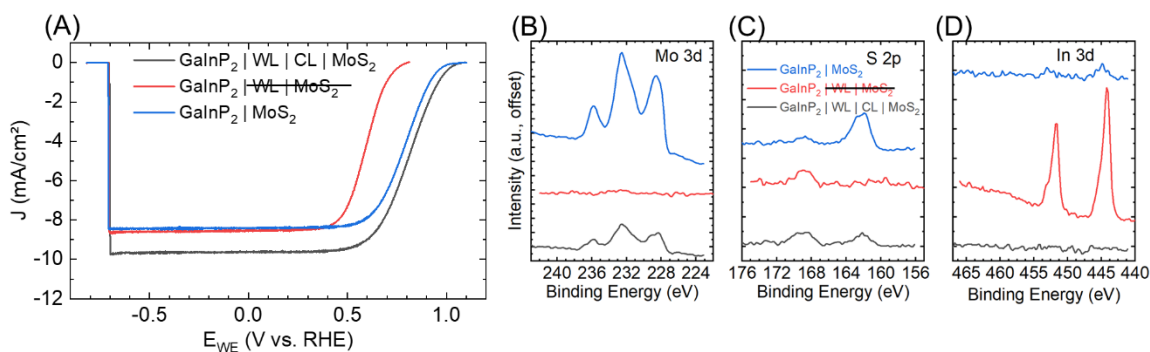 (A)
GaInP₂ | WL | CL | MoS₂
GaInP₂ | WL | MoS₂
GaInP₂ | MoS₂
J (mA/cm²)
0
-2
-4
-6
-8
-10
-12
-0.5 0.0 0.5 1.0
E_WE (V vs. RHE)
(B)
Mo 3d
Intensity (a.u., offset)
240 236 232 228 224
Binding Energy (eV)
(C)
S 2p
GaInP₂ | MoS₂
GaInP₂ | WL | MoS₂
GaInP₂ | WL | CL | MoS₂
176 172 168 164 160 156
Binding Energy (eV)
(D)
In 3d
465 460 455 450 445 440
Binding Energy (eV)